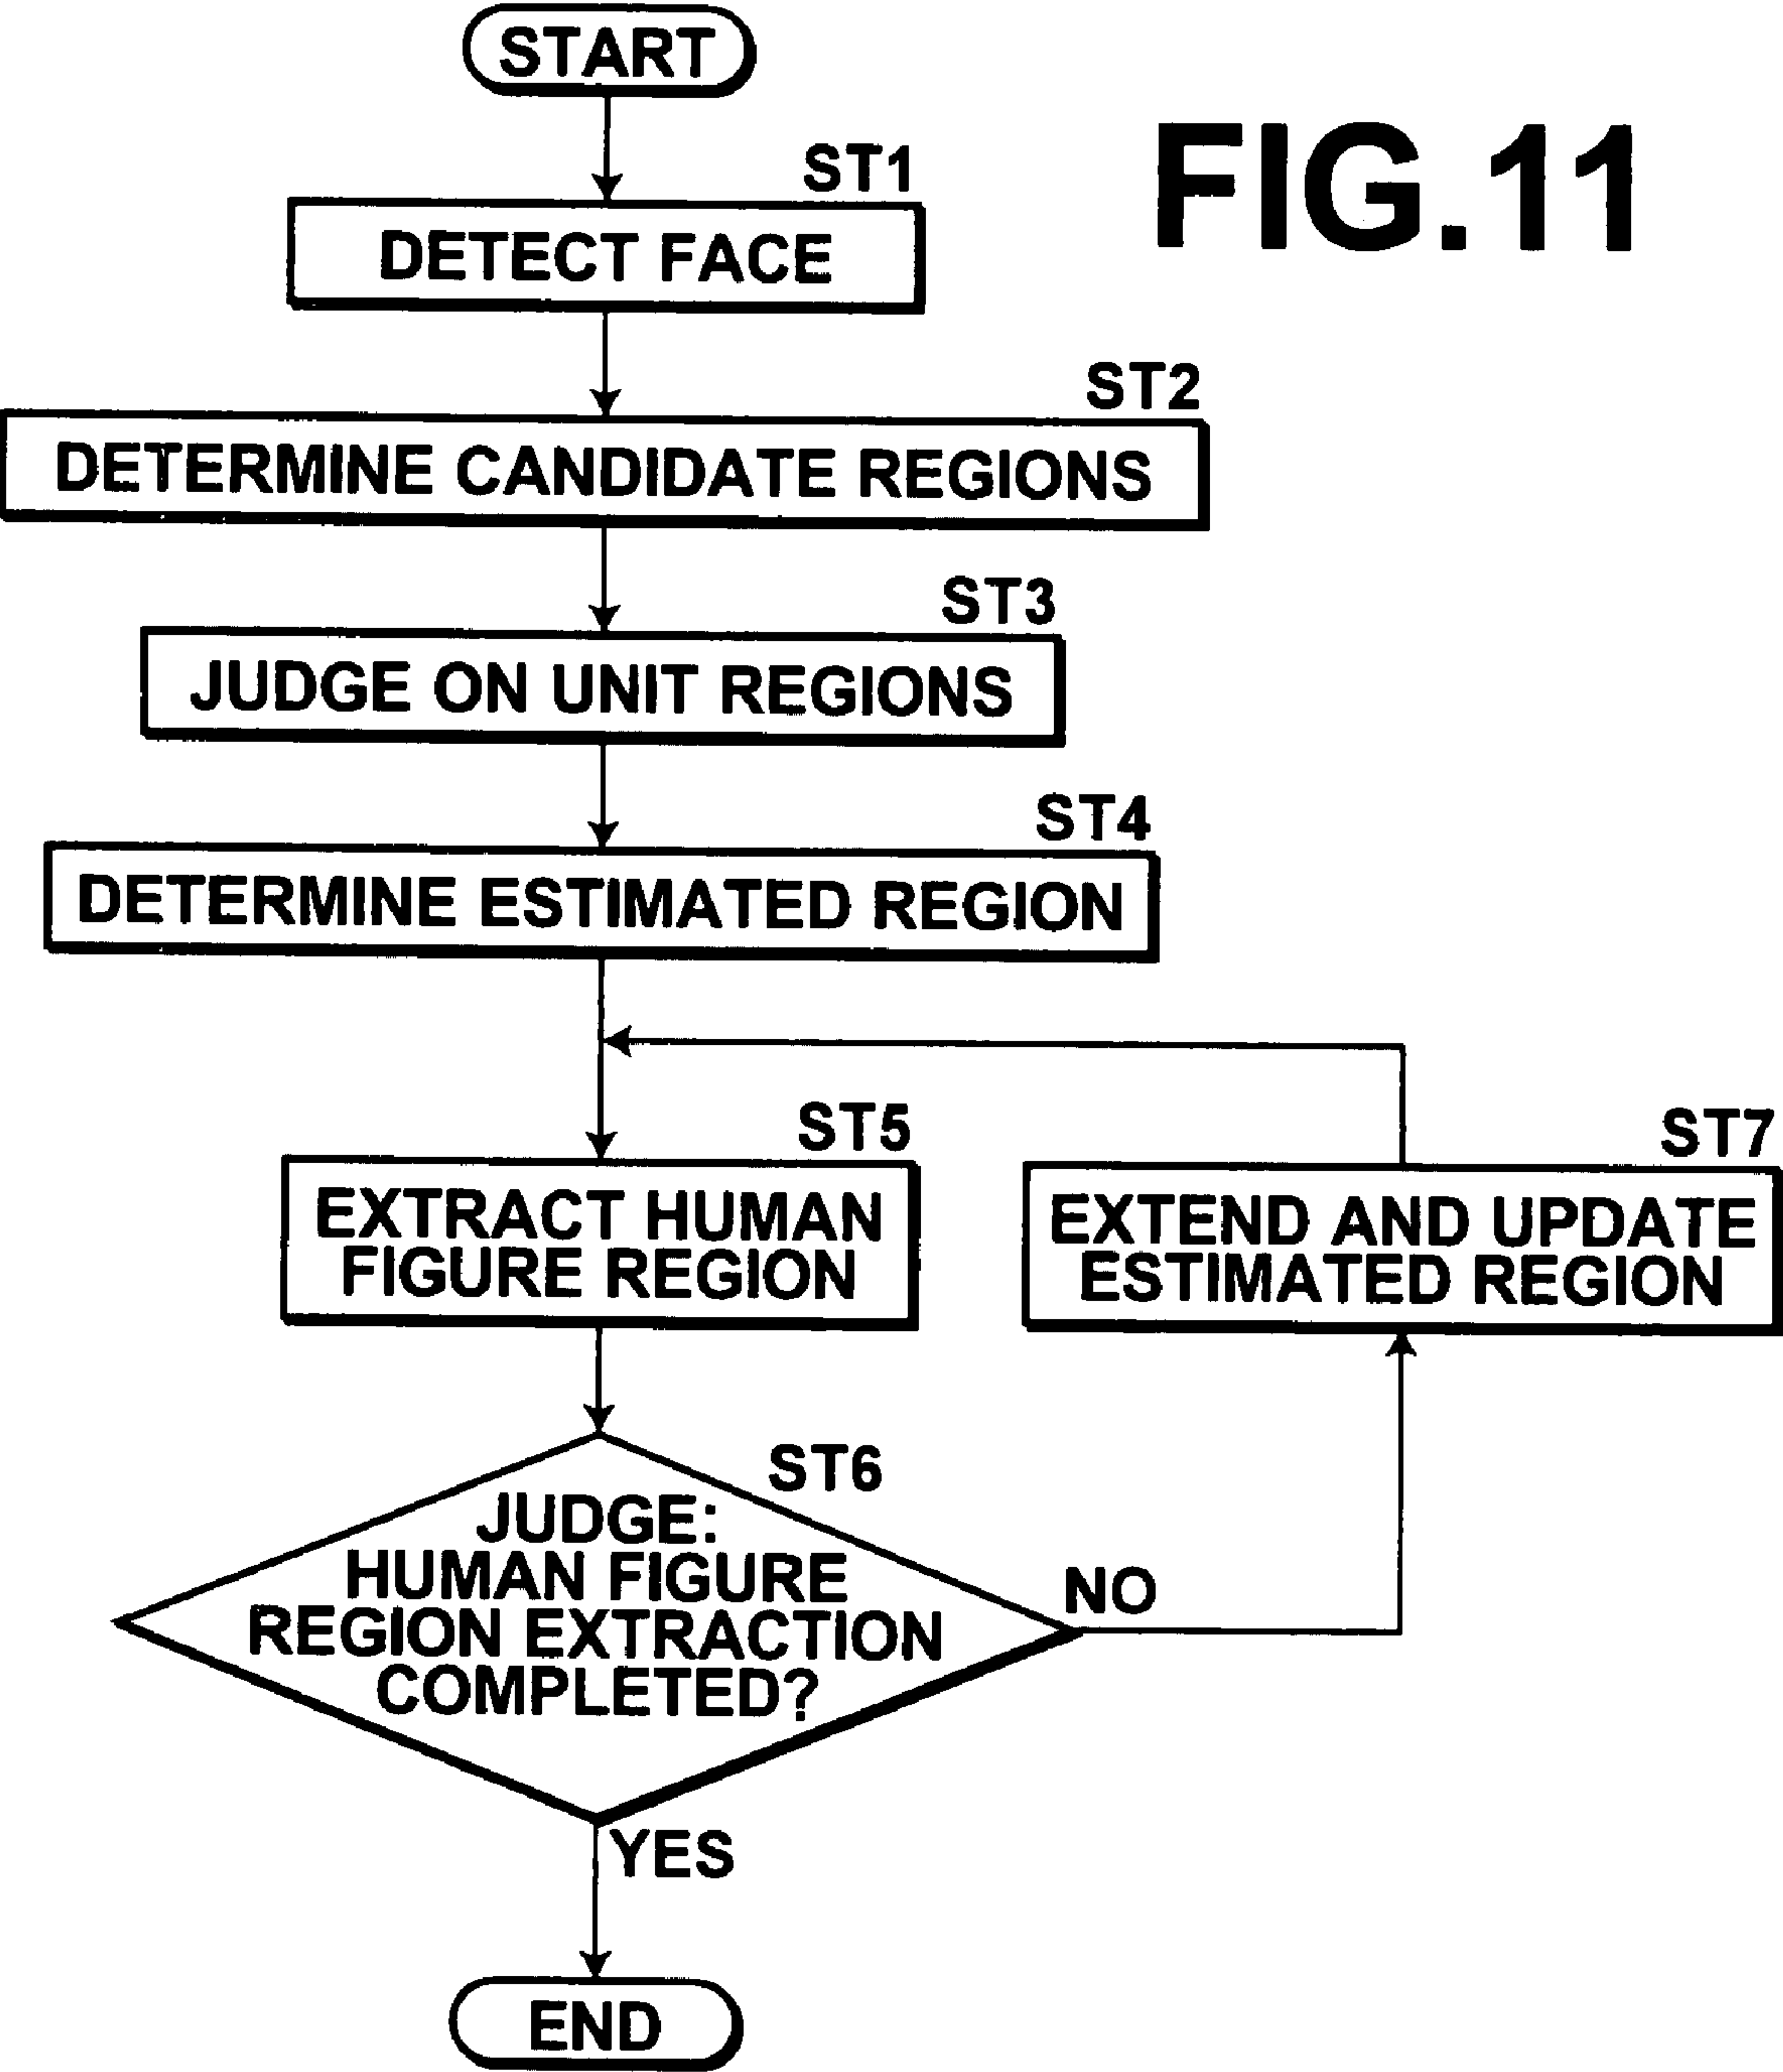 START
FIG.11
ST1
DETECT FACE
ST2
DETERMINE CANDIDATE REGIONS
ST3
JUDGE ON UNIT REGIONS
ST4
DETERMINE ESTIMATED REGION
ST5
EXTRACT HUMAN
FIGURE REGION
ST7
EXTEND AND UPDATE
ESTIMATED REGION
ST6
JUDGE:
HUMAN FIGURE
REGION EXTRACTION
COMPLETED?
NO
YES
END